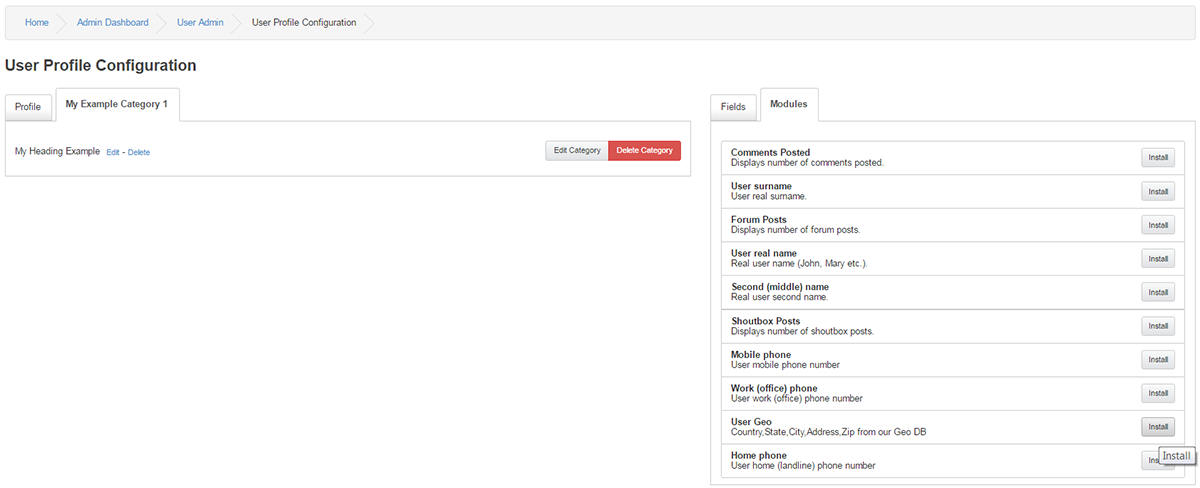 Home Admin Dashboard User Admin User Profile Configuration
User Profile Configuration
Profile My Example Category 1
My Heading Example Edit - Delete Edit Category Delete Category
Fields Modules
Comments Posted
Displays number of comments posted.
Install
User surname
User real surname.
Install
Forum Posts
Displays number of forum posts.
Install
User real name
Real user name (John, Mary etc.).
Install
Second (middle) name
Real user second name.
Install
Shoutbox Posts
Displays number of shoutbox posts.
Install
Mobile phone
User mobile phone number
Install
Work (office) phone
User work (office) phone number
Install
User Geo
Country,State,City,Address,Zip from our Geo DB
Install
Home phone
User home (landline) phone number
Install